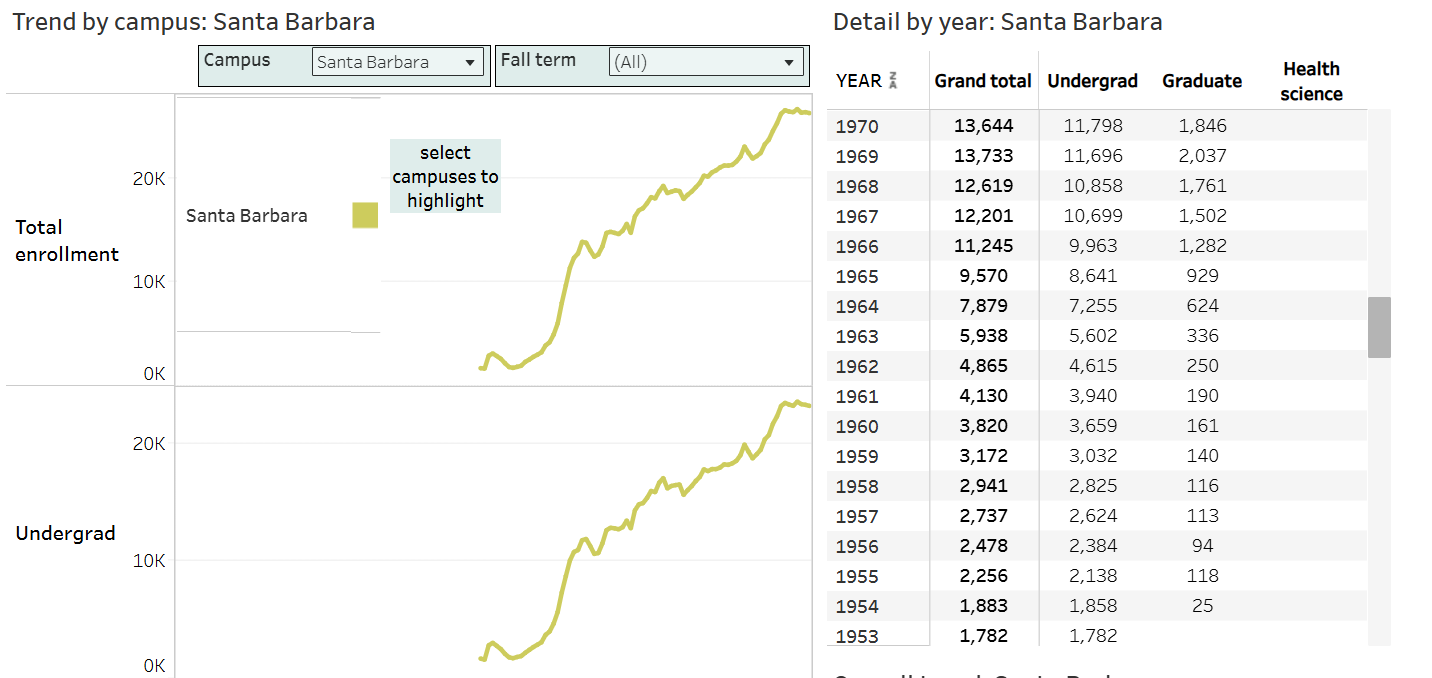 Trend by campus: Santa Barbara
Campus Santa Barbara Fall term (All)
select
campuses to
highlight
Santa Barbara
Total
enrollment
20K
10K
0K
Undergrad
20K
10K
0K
Detail by year: Santa Barbara
YEAR Grand total Undergrad Graduate Health science
1970 13,644 11,798 1,846
1969 13,733 11,696 2,037
1968 12,619 10,858 1,761
1967 12,201 10,699 1,502
1966 11,245 9,963 1,282
1965 9,570 8,641 929
1964 7,879 7,255 624
1963 5,938 5,602 336
1962 4,865 4,615 250
1961 4,130 3,940 190
1960 3,820 3,659 161
1959 3,172 3,032 140
1958 2,941 2,825 116
1957 2,737 2,624 113
1956 2,478 2,384 94
1955 2,256 2,138 118
1954 1,883 1,858 25
1953 1,782 1,782